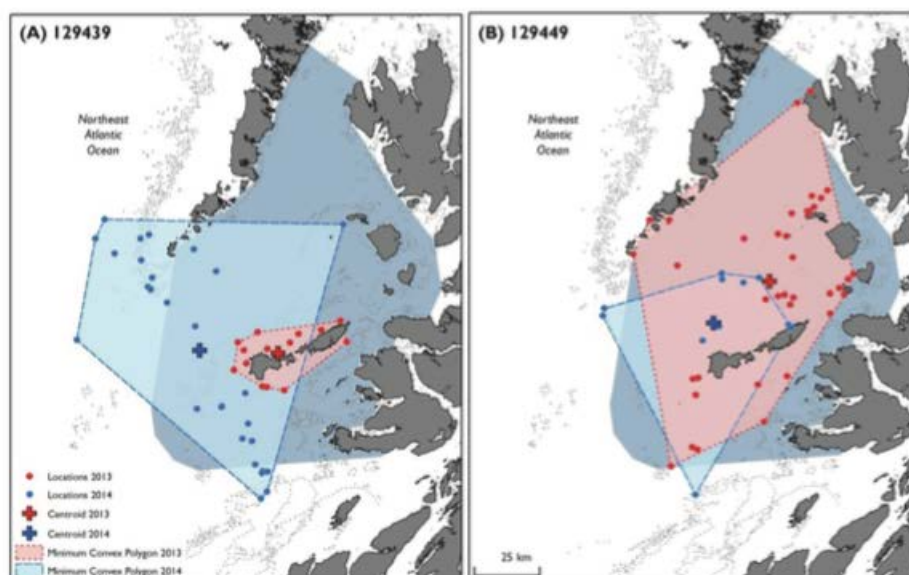 (A) 129439
Northeast
Atlantic
Ocean
Locations 2013
Locations 2014
Centroid 2013
Centroid 2014
Minimum Convex Polygon 2013
Minimum Convex Polygon 2014
(B) 129449
Northeast
Atlantic
Ocean
25 km